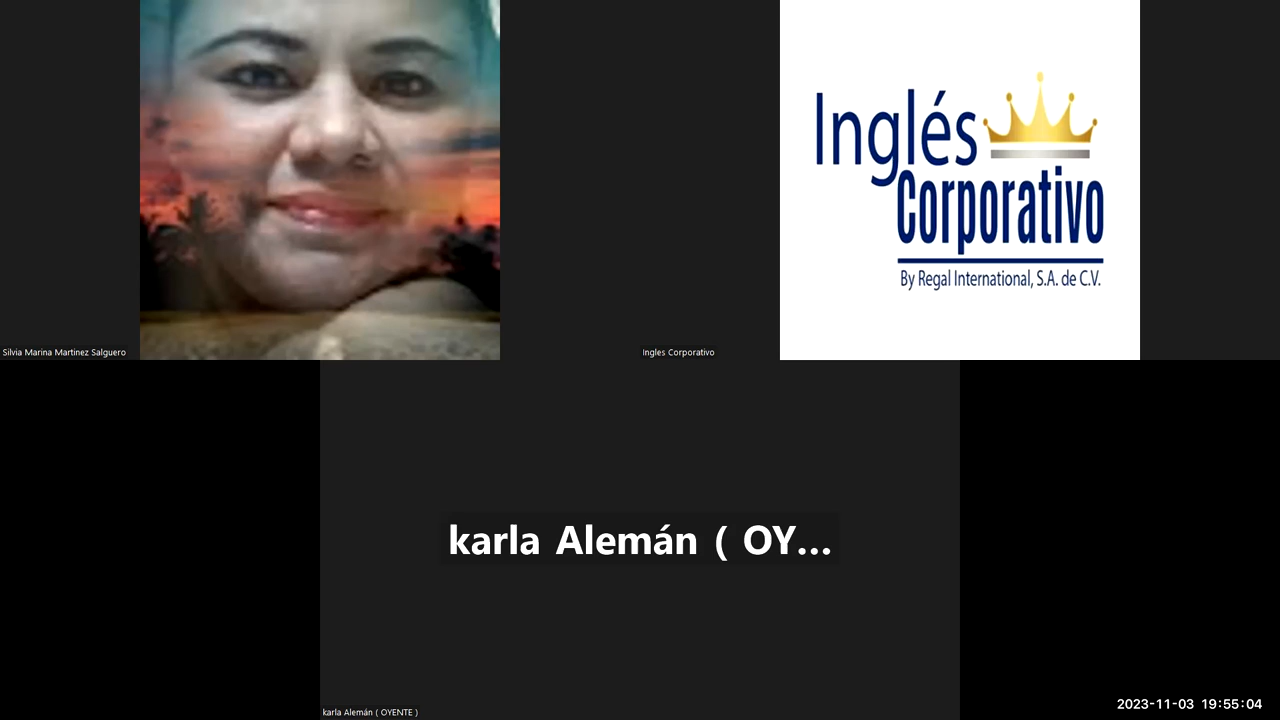 Inglés
Corporativo
By Regal International, S.A. de C.V.
Silvia Marina Martinez Salguero
Ingles Corporativo
karla Alemán ( OY...
karla Alemán ( OYENTE )
2023-11-03 19:55:04